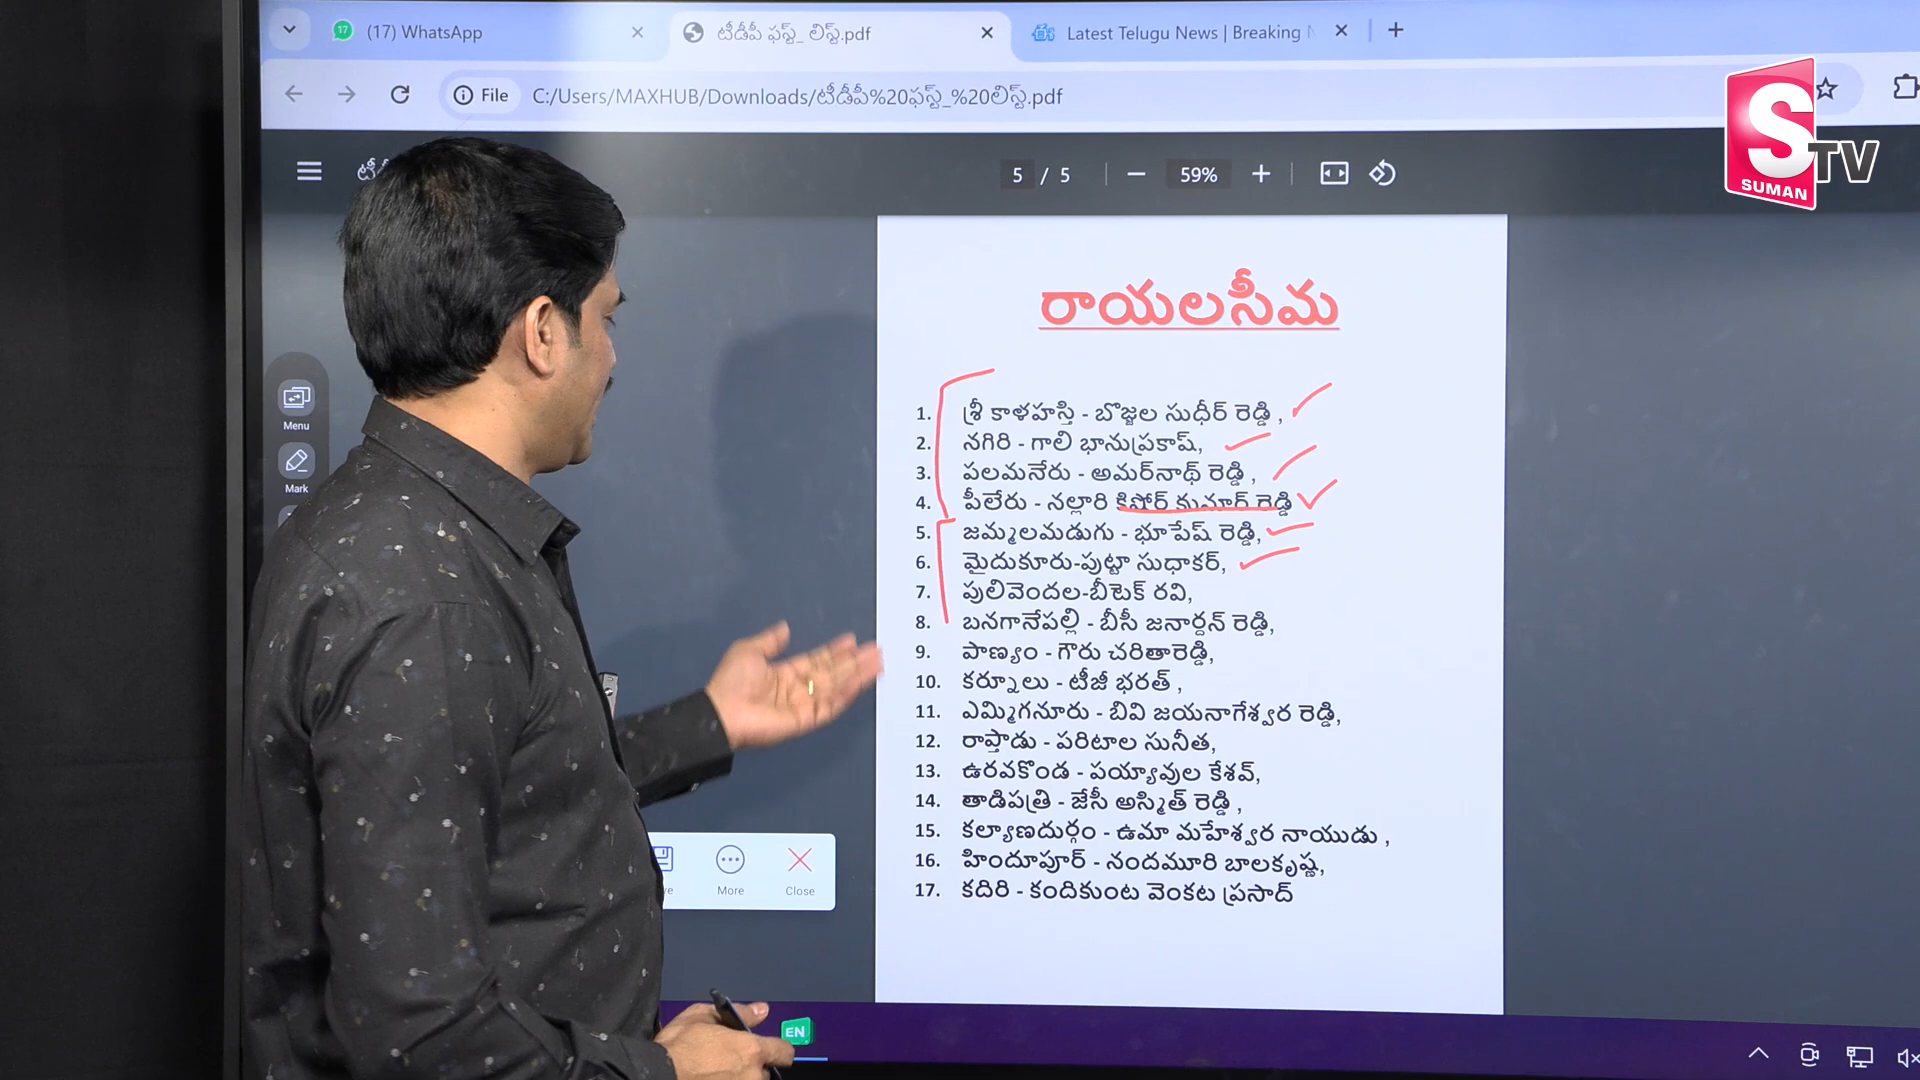 (17) WhatsApp
టీడీపీ ఫస్ట్_ లిస్ట్.pdf
Latest Telugu News | Breaking
File
C:/Users/MAXHUB/Downloads/టీడీపీ%20ఫస్ట్_%20లిస్ట్.pdf
S
TV
SUMAN
5 / 5
59%
రాయలసీమ
Menu
Mark
1. శ్రీ కాళహస్తి - బొజ్జల సుధీర్ రెడ్డి ,
2. నగిరి - గాలి భానుప్రకాష్,
3. పలమనేరు - అమర్‌నాథ్ రెడ్డి ,
4. పీలేరు - నల్లారి కిషోర్ కుమార్ రెడ్డి
5. జమ్మలమడుగు - భూపేష్ రెడ్డి,
6. మైదుకూరు-పుట్టా సుధాకర్,
7. పులివెందల-బీటెక్ రవి,
8. బనగానేపల్లి - బీసీ జనార్దన్ రెడ్డి,
9. పాణ్యం - గౌరు చరితారెడ్డి,
10. కర్నూలు - టీజీ భరత్ ,
11. ఎమ్మిగనూరు - బివి జయనాగేశ్వర రెడ్డి,
12. రాప్తాడు - పరిటాల సునీత,
13. ఉరవకొండ - పయ్యావుల కేశవ్,
14. తాడిపత్రి - జేసీ అస్మిత్ రెడ్డి ,
15. కల్యాణదుర్గం - ఉమా మహేశ్వర నాయుడు ,
16. హిందూపూర్ - నందమూరి బాలకృష్ణ,
17. కదిరి - కందికుంట వెంకట ప్రసాద్
More
Close
EN